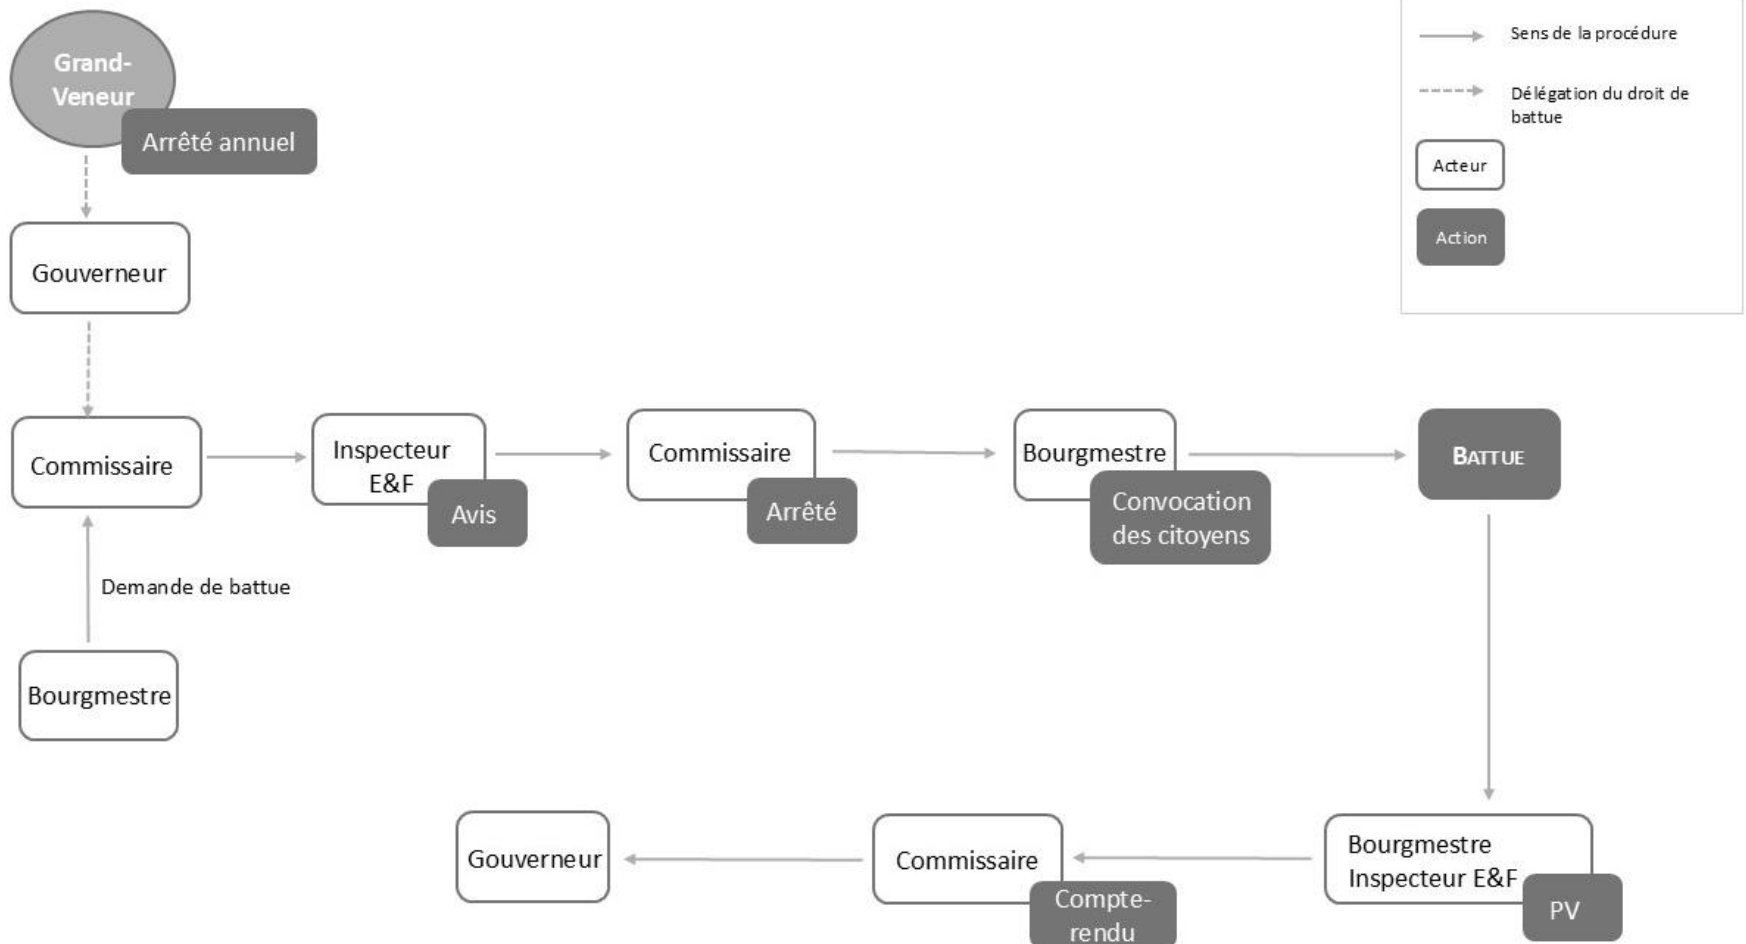 Grand-
Veneur
Arrêté annuel
Sens de la procédure
Délégation du droit de
battue
Acteur
Action
Gouverneur
Commissaire
Inspecteur
E&F
Avis
Commissaire
Arrêté
Bourgmestre
Convocation
des citoyens
BATTUE
Demande de battue
Bourgmestre
Gouverneur
Commissaire
Compte-
rendu
Bourgmestre
Inspecteur E&F
PV